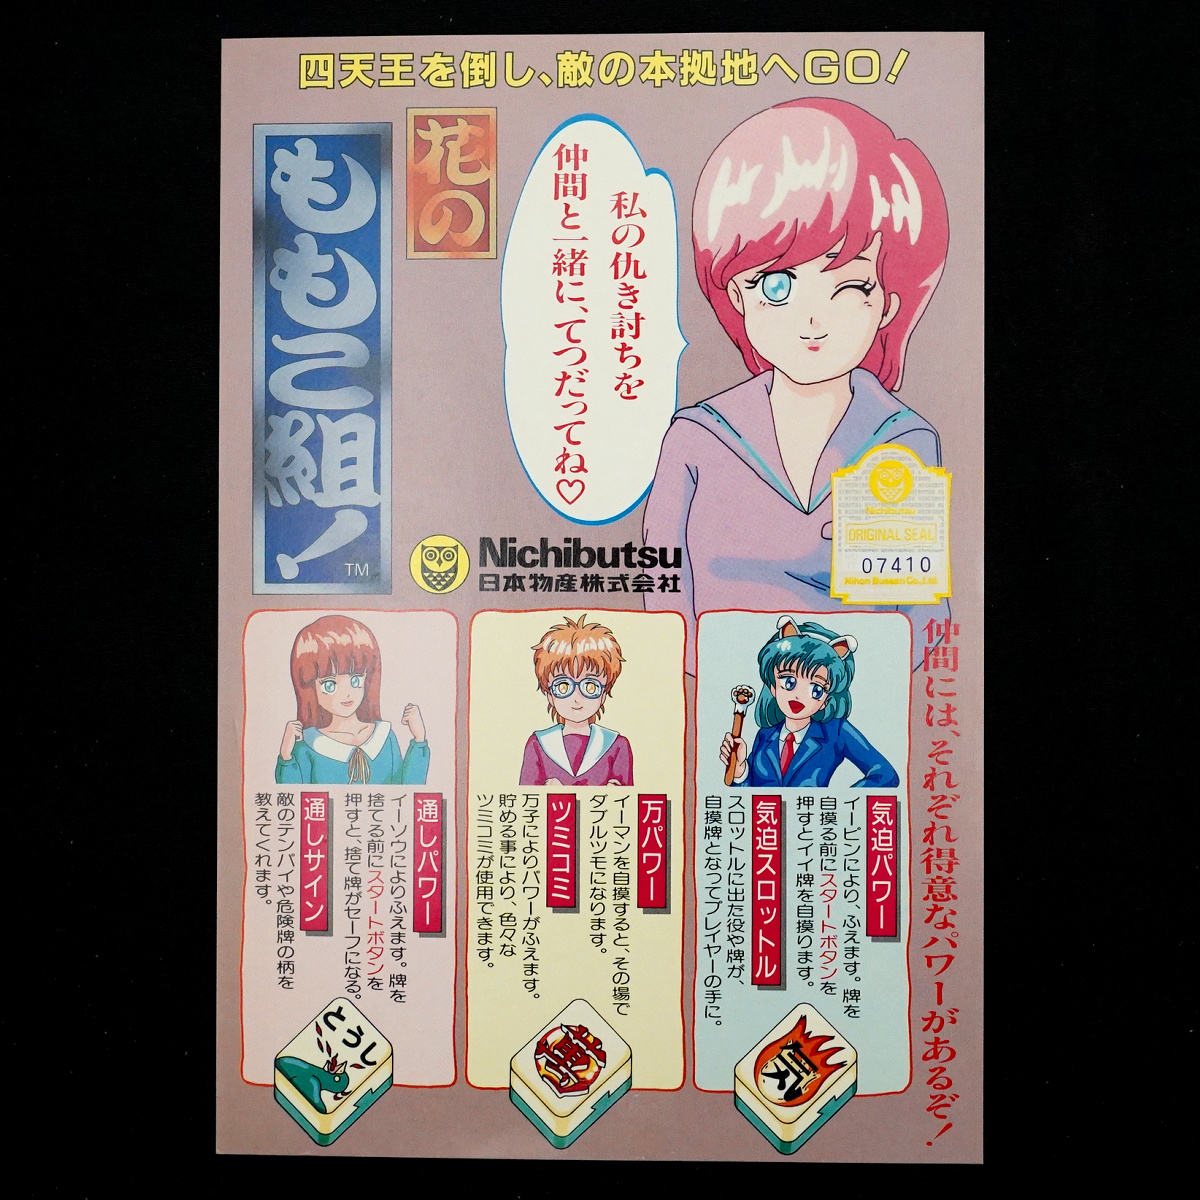 四天王を倒し、敵の本拠地へGO!
花の
ももこ組!
TM
私の仇き討ちを
仲間と一緒に、てつだってね♡
Nichibutsu
日本物産株式会社
Nichibutsu
ORIGINAL SEAL
07410
Nihon Bussan Co.,Ltd.
仲間には、それぞれ得意なパワーがあるぞ!
気迫パワー
イーピンにより、ふえます。牌を
自摸る前にスタートボタンを
押すとイイ牌を自摸ります。
気迫スロットル
スロットルに出た役や牌が、
自摸牌となってプレイヤーの手に。
気
万パワー
イーマンを自摸すると、その場で
ダブルツモになります。
ツミコミ
万子によりパワーがふえます。
貯める事により、色々な
ツミコミが使用できます。
萬
通しパワー
イーソウによりふえます。牌を
捨てる前にスタートボタンを
押すと、捨て牌がセーフになる。
通しサイン
敵のテンパイや危険牌の柄を
教えてくれます。
とうし